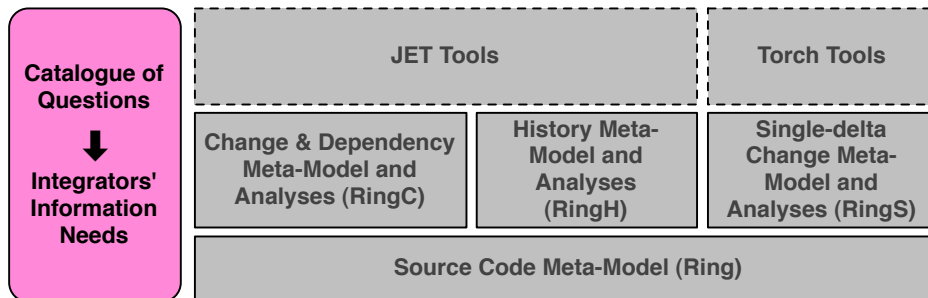 Catalogue of
Questions
Integrators'
Information
Needs
JET Tools
Torch Tools
Change & Dependency
Meta-Model and
Analyses (RingC)
History Meta-
Model and
Analyses
(RingH)
Single-delta
Change Meta-
Model and
Analyses (RingS)
Source Code Meta-Model (Ring)